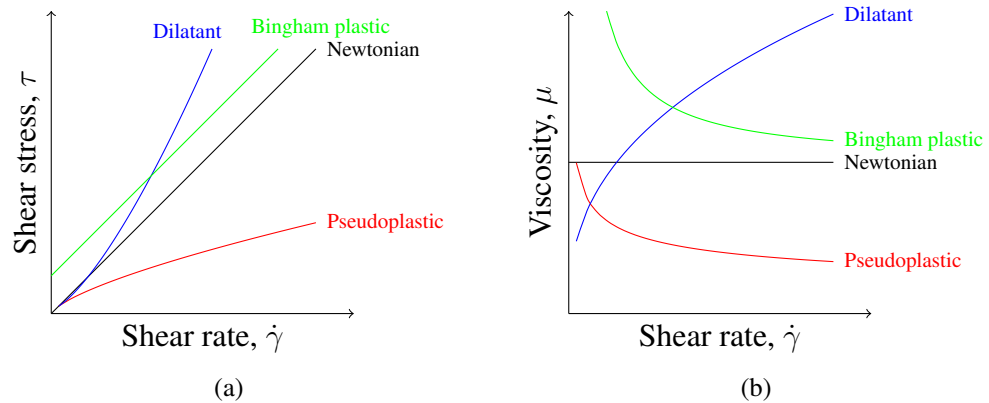 Dilatant
Bingham plastic
Newtonian
Pseudoplastic
Shear stress, τ
Shear rate, γ̇
(a)
Dilatant
Bingham plastic
Newtonian
Pseudoplastic
Viscosity, μ
Shear rate, γ̇
(b)